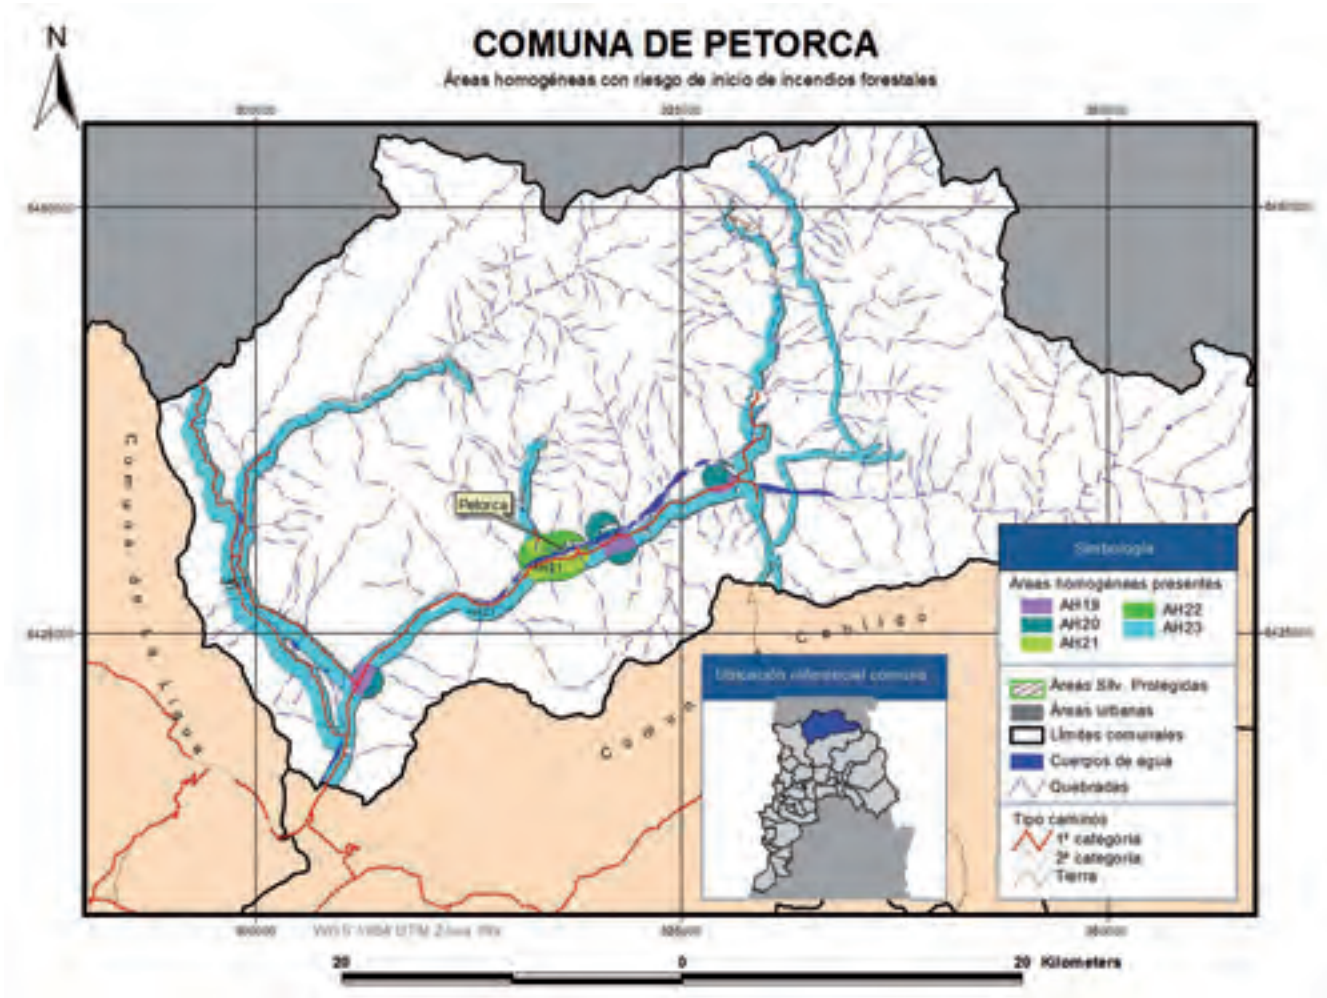 N
COMUNA DE PETORCA
Áreas homogéneas con riesgo de inicio de incendios forestales
Comuna de La Ligua
Petorca
Cabildo
Comun
Simbología
Áreas homogéneas presentes
AH19
AH20
AH21
AH22
AH23
Áreas Silv. Protegidas
Áreas urbanas
Límites comunales
Cuerpos de agua
Quebradas
Tipo caminos
1ª categoría
2ª categoría
Tierra
Ubicación referencial comuna
20 0 20 Kilometers